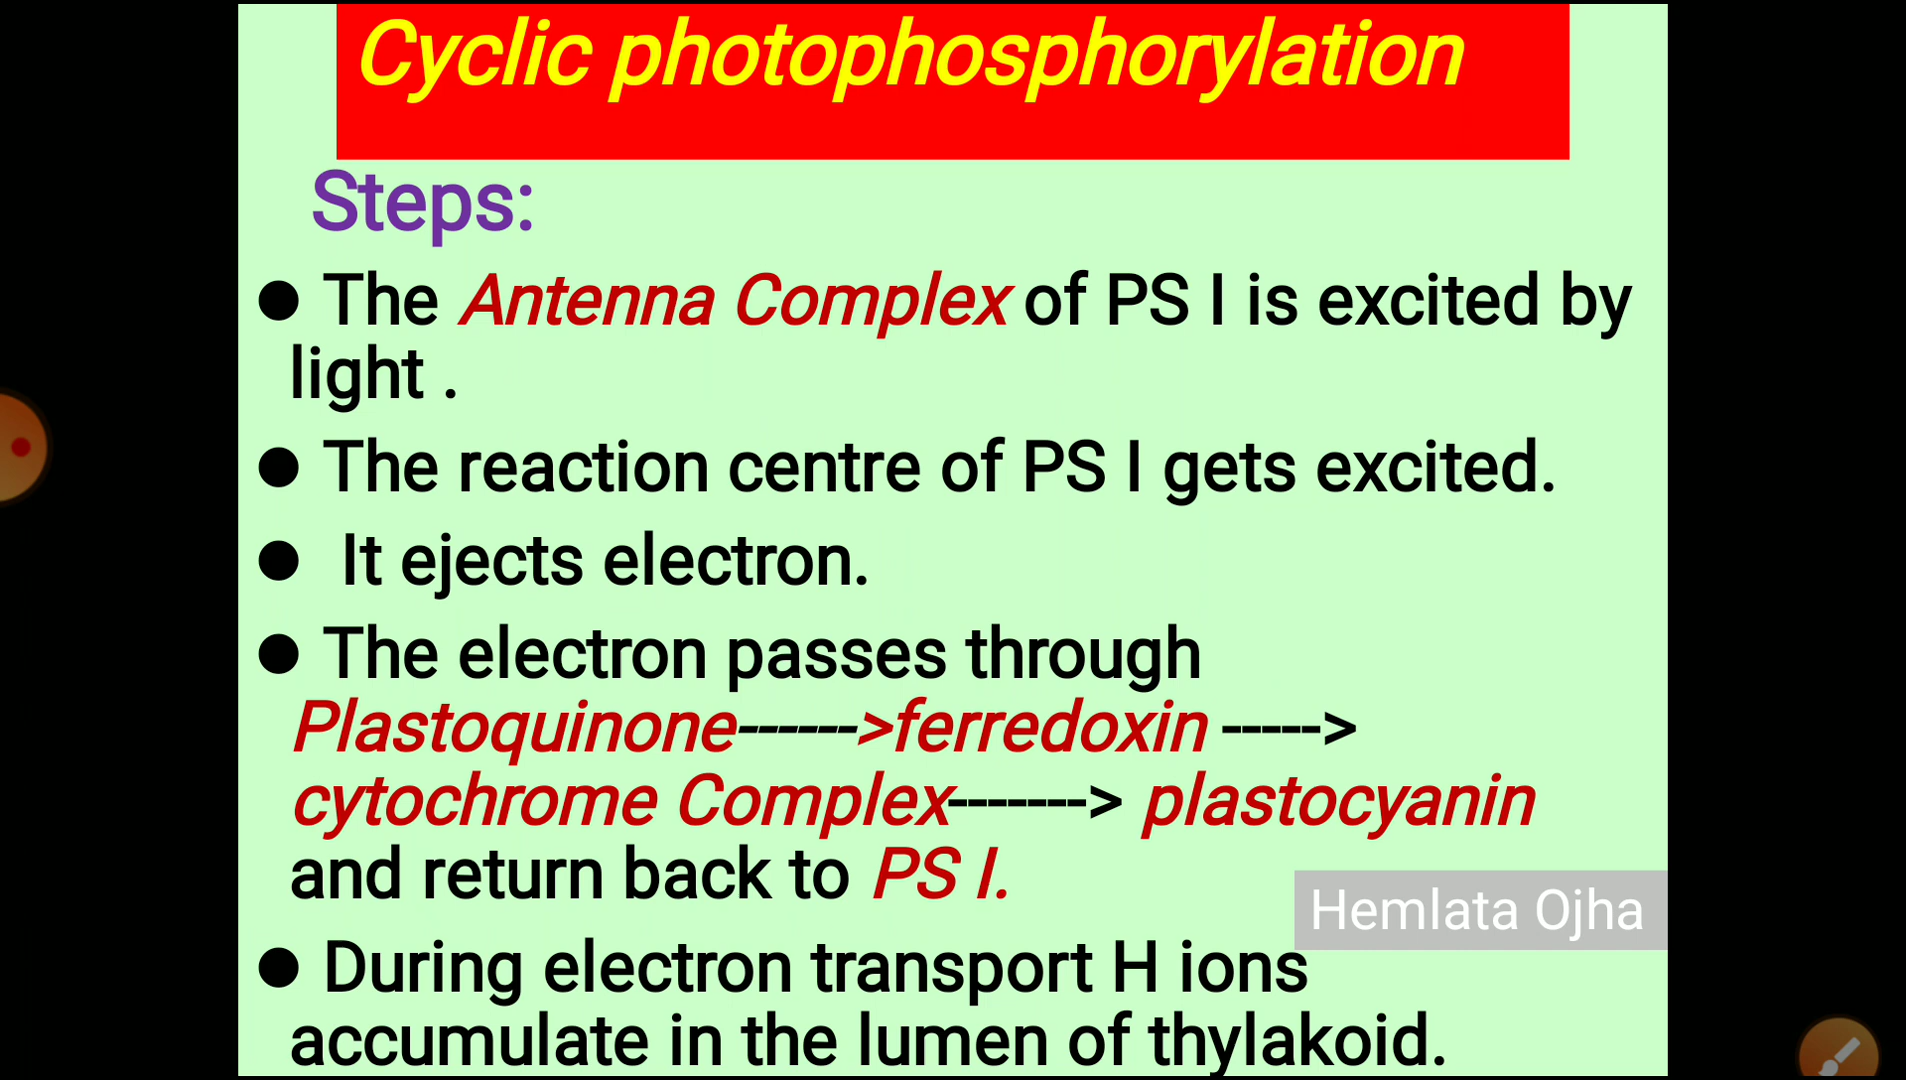 Cyclic photophosphorylation
Steps:
● The Antenna Complex of PS I is excited by
light .
● The reaction centre of PS I gets excited.
● It ejects electron.
● The electron passes through
Plastoquinone------>ferredoxin ----->
cytochrome Complex-------> plastocyanin
and return back to PS I.
Hemlata Ojha
● During electron transport H ions
accumulate in the lumen of thylakoid.